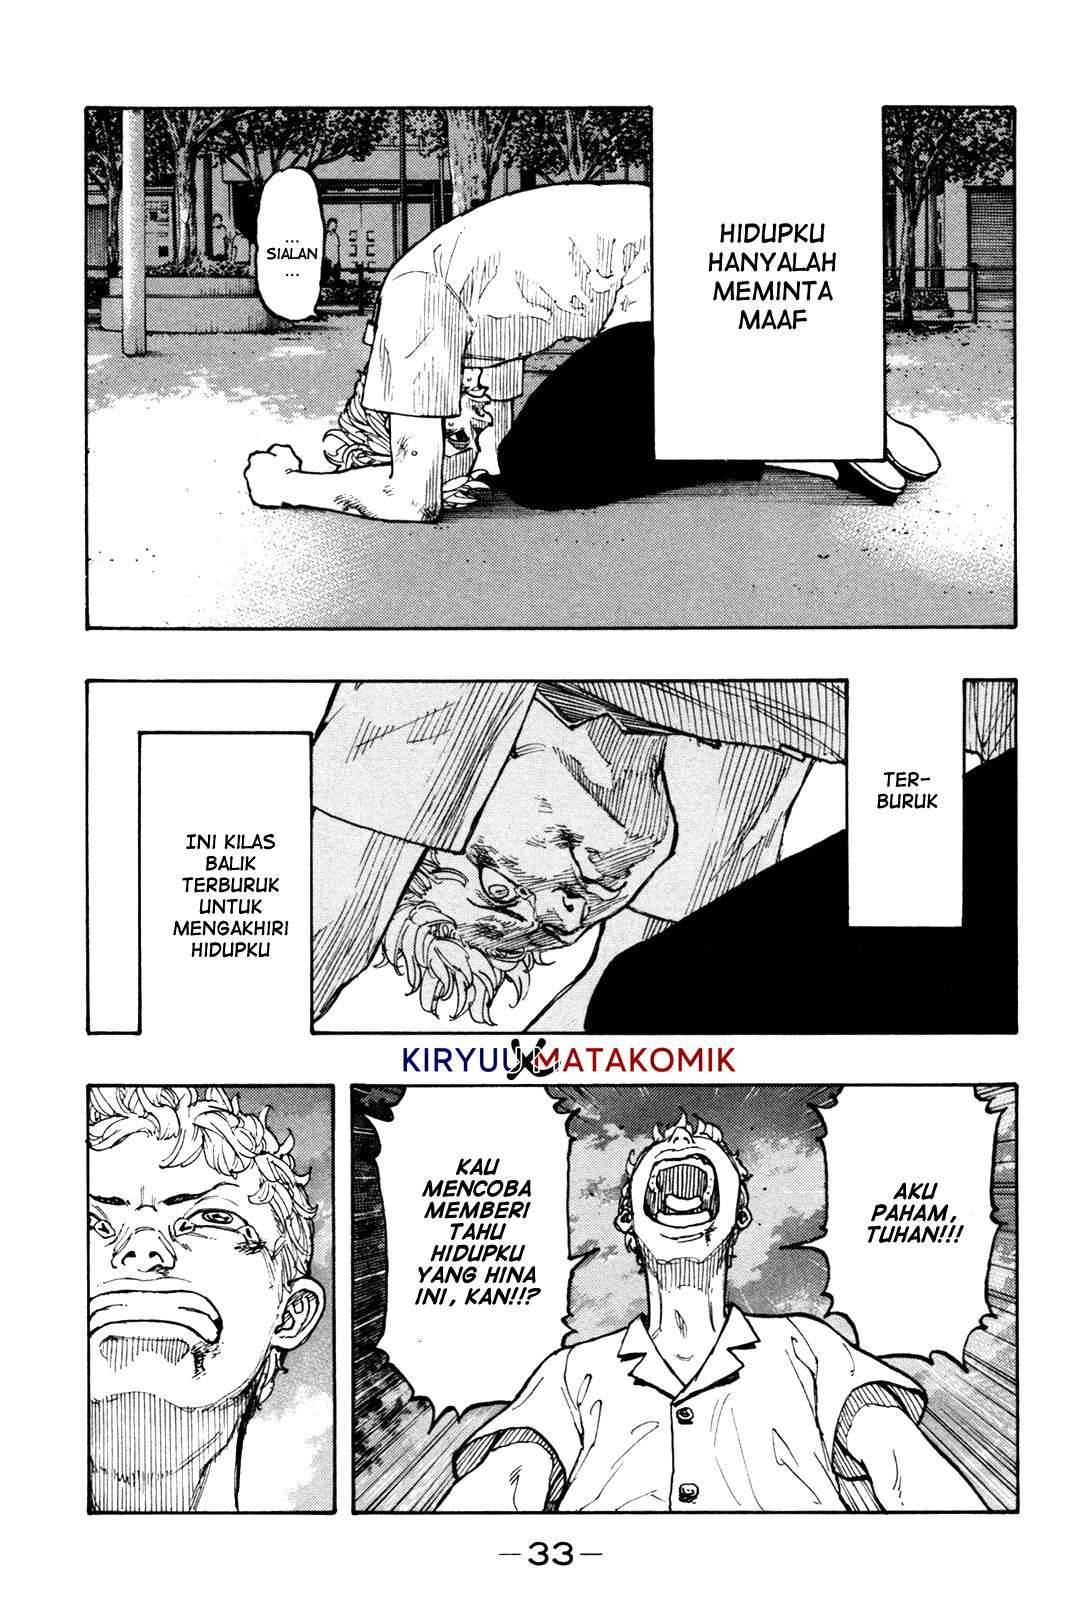 HIDUPKU
HANYALAH
MEMINTA
MAAF
...
SIALAN
...
TER-
BURUK
INI KILAS
BALIK
TERBURUK
UNTUK
MENGAKHIRI
HIDUPKU
KIRYUU X MATAKOMIK
AKU
PAHAM,
TUHAN!!!
KAU
MENCOBA
MEMBERI
TAHU
HIDUPKU
YANG HINA
INI, KAN!!?
—33—